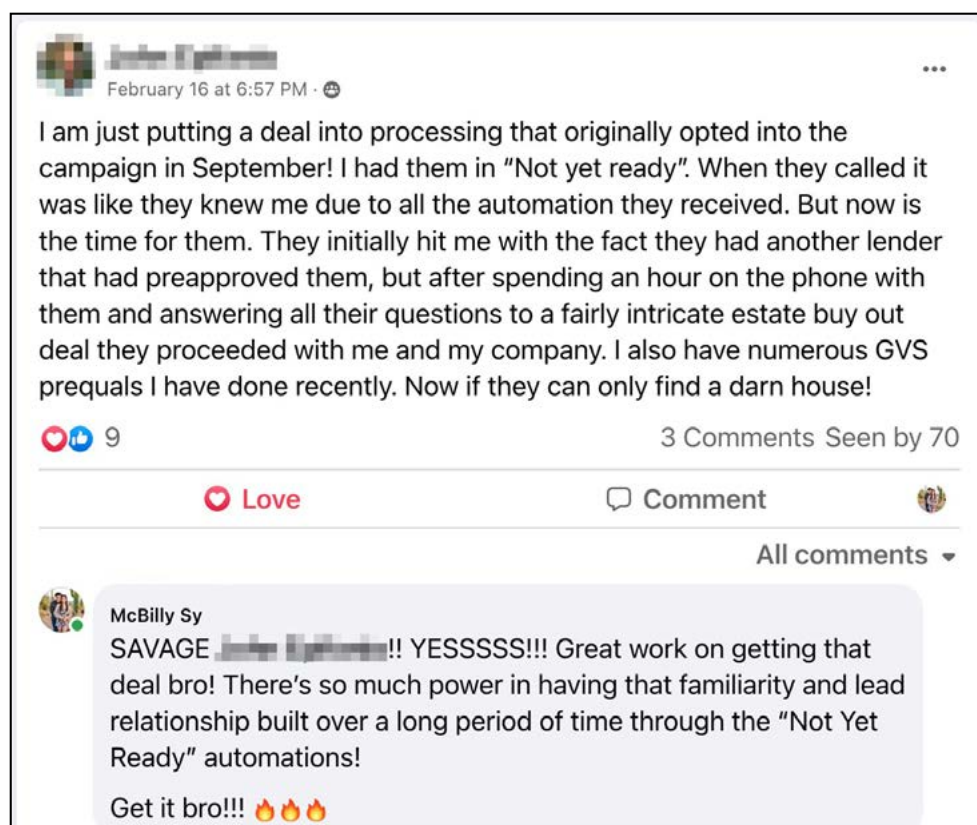 February 16 at 6:57 PM ·
...
I am just putting a deal into processing that originally opted into the
campaign in September! I had them in “Not yet ready”. When they called it
was like they knew me due to all the automation they received. But now is
the time for them. They initially hit me with the fact they had another lender
that had preapproved them, but after spending an hour on the phone with
them and answering all their questions to a fairly intricate estate buy out
deal they proceeded with me and my company. I also have numerous GVS
prequals I have done recently. Now if they can only find a darn house!
9 3 Comments Seen by 70
Love Comment
All comments
McBilly Sy
SAVAGE !! YESSSSS!!! Great work on getting that
deal bro! There’s so much power in having that familiarity and lead
relationship built over a long period of time through the “Not Yet
Ready” automations!
Get it bro!!! 🔥🔥🔥